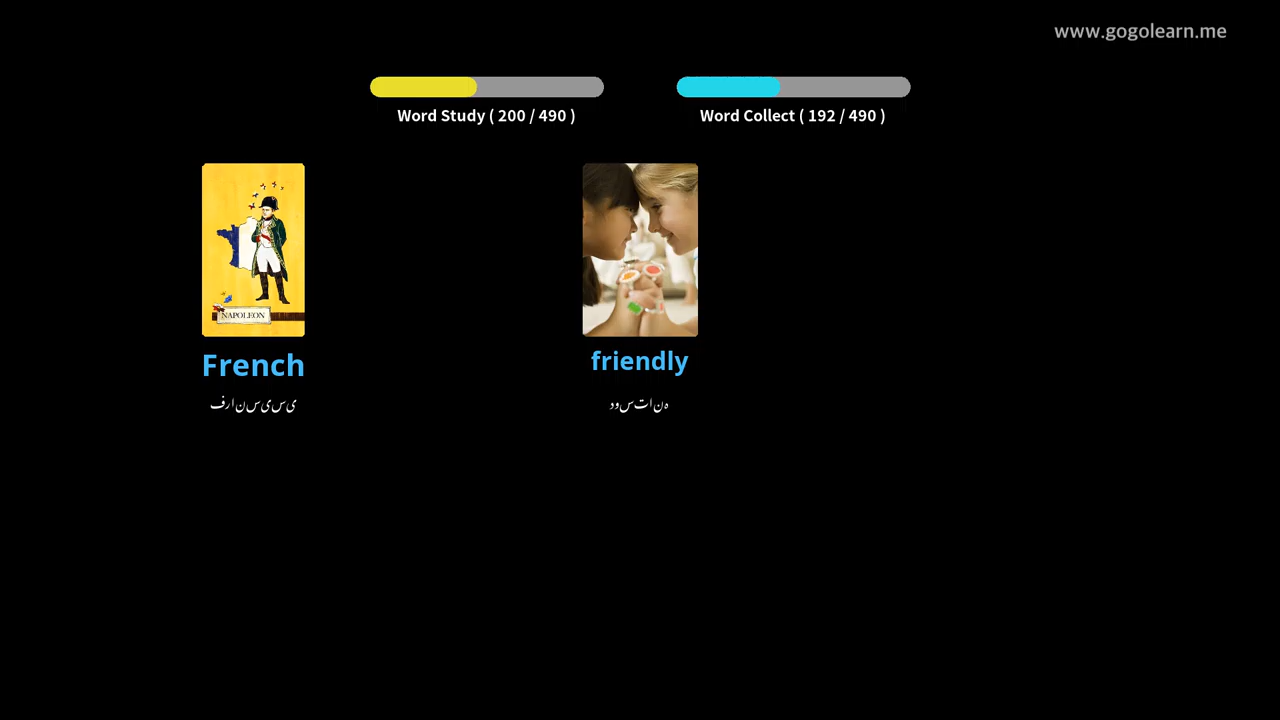 www.gogolearn.me
Word Study ( 200 / 490 )
Word Collect ( 192 / 490 )
NAPOLEON
French
فرانسیسی
friendly
دوستانہ